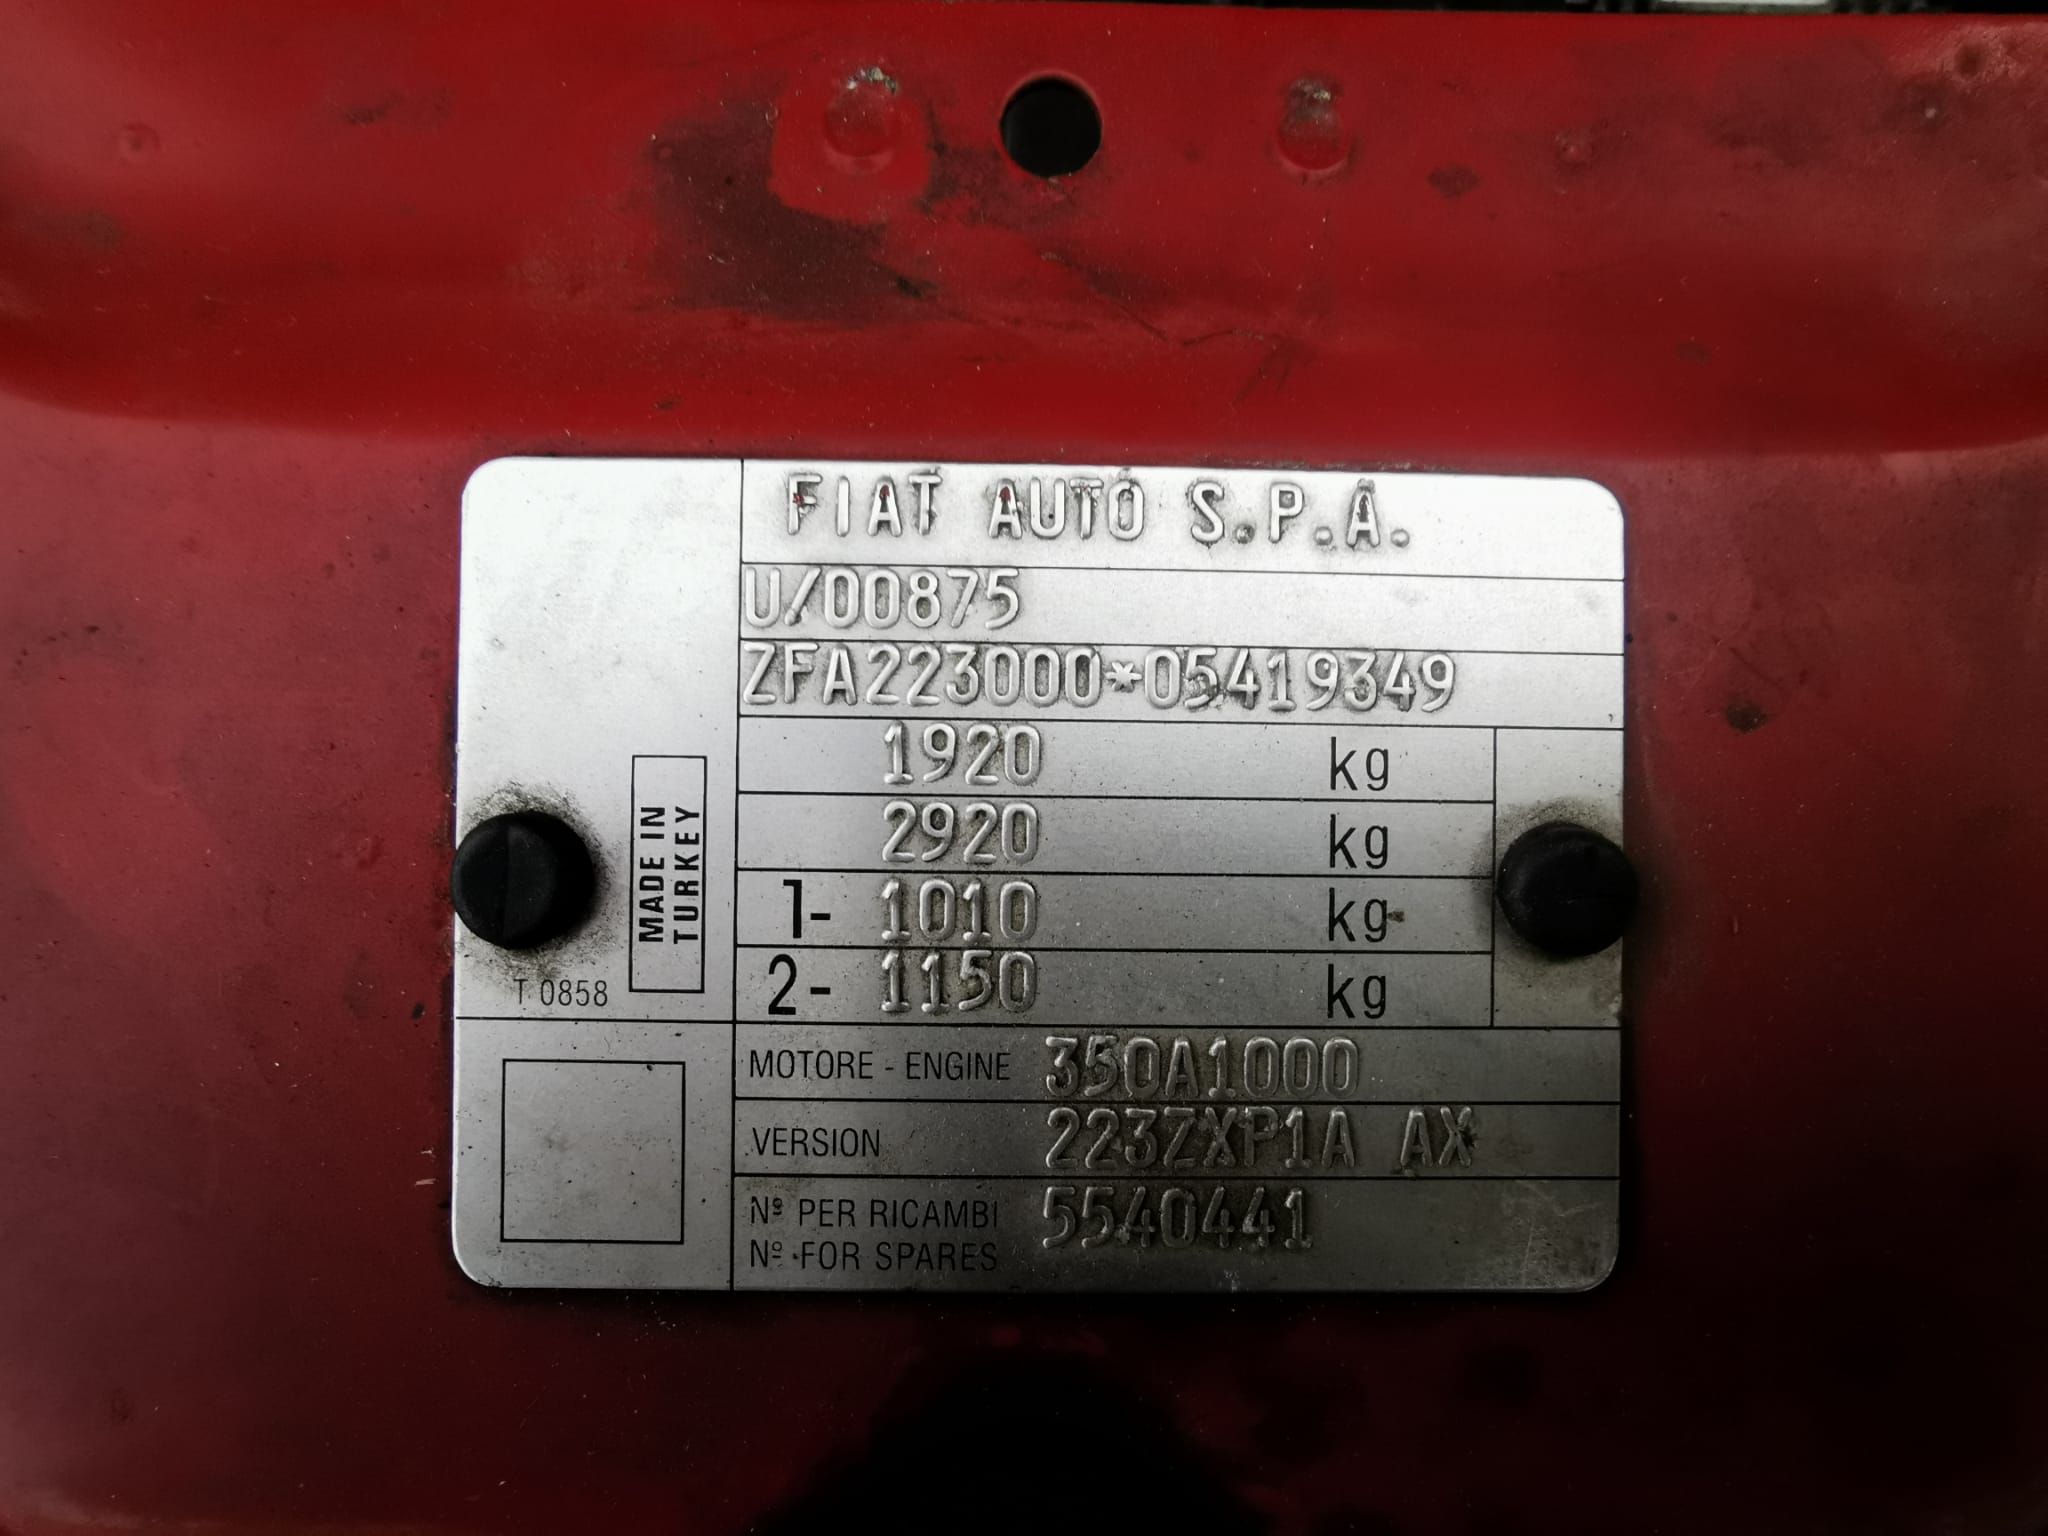 FIAT AUTO S.P.A.
U/00875
ZFA223000*05419349
1920 kg
2920 kg
1- 1010 kg
2- 1150 kg
MADE IN
TURKEY
T 0858
MOTORE - ENGINE 350A1000
VERSION 223ZXP1A AX
Nº PER RICAMBI 5540441
Nº FOR SPARES